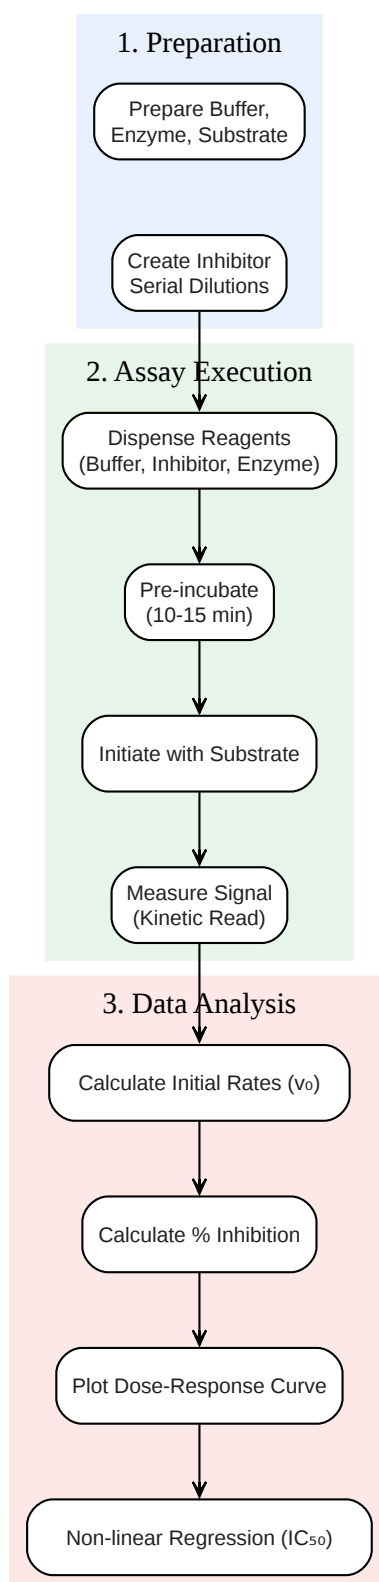 1. Preparation
Prepare Buffer,
Enzyme, Substrate
Create Inhibitor
Serial Dilutions
2. Assay Execution
Dispense Reagents
(Buffer, Inhibitor, Enzyme)
Pre-incubate
(10-15 min)
Initiate with Substrate
Measure Signal
(Kinetic Read)
3. Data Analysis
Calculate Initial Rates (v₀)
Calculate % Inhibition
Plot Dose-Response Curve
Non-linear Regression (IC₅₀)